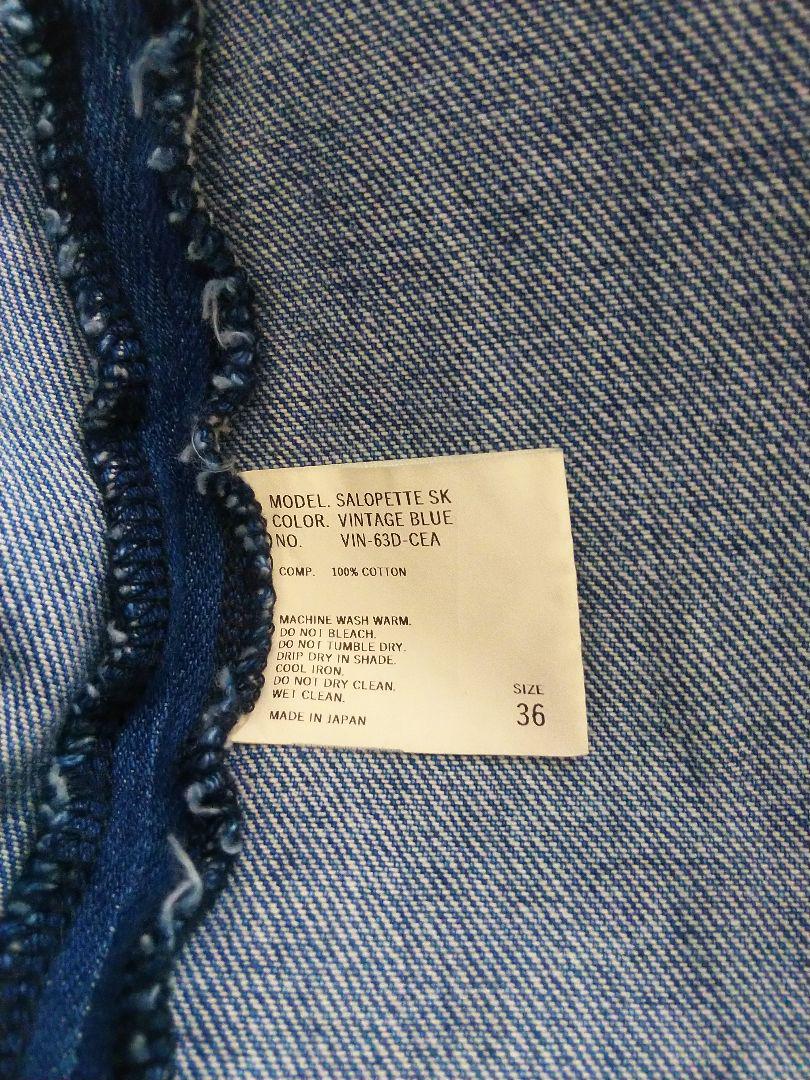 MODEL. SALOPETTE SK
COLOR. VINTAGE BLUE
NO. VIN-63D-CEA
COMP. 100% COTTON
MACHINE WASH WARM.
DO NOT BLEACH.
DO NOT TUMBLE DRY.
DRIP DRY IN SHADE.
COOL IRON.
DO NOT DRY CLEAN.
WET CLEAN.
MADE IN JAPAN
SIZE
36